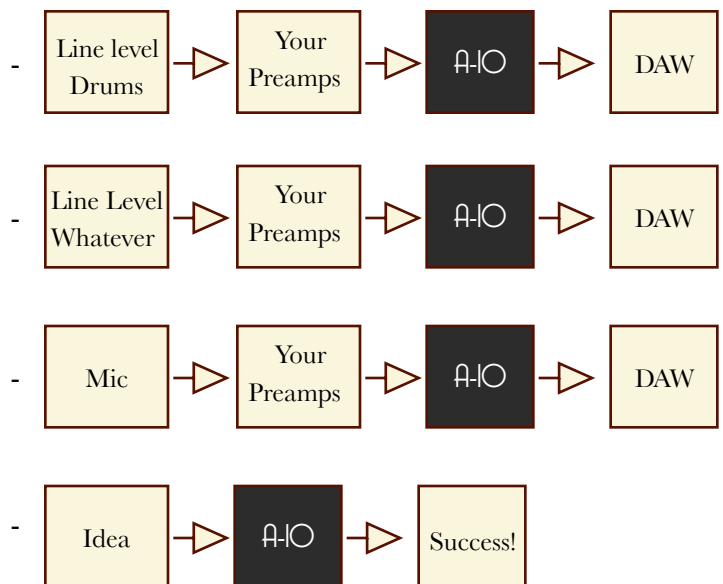 - Line level Drums Your Preamps A-IO DAW
- Line Level Whatever Your Preamps A-IO DAW
- Mic Your Preamps A-IO DAW
- Idea A-IO Success!